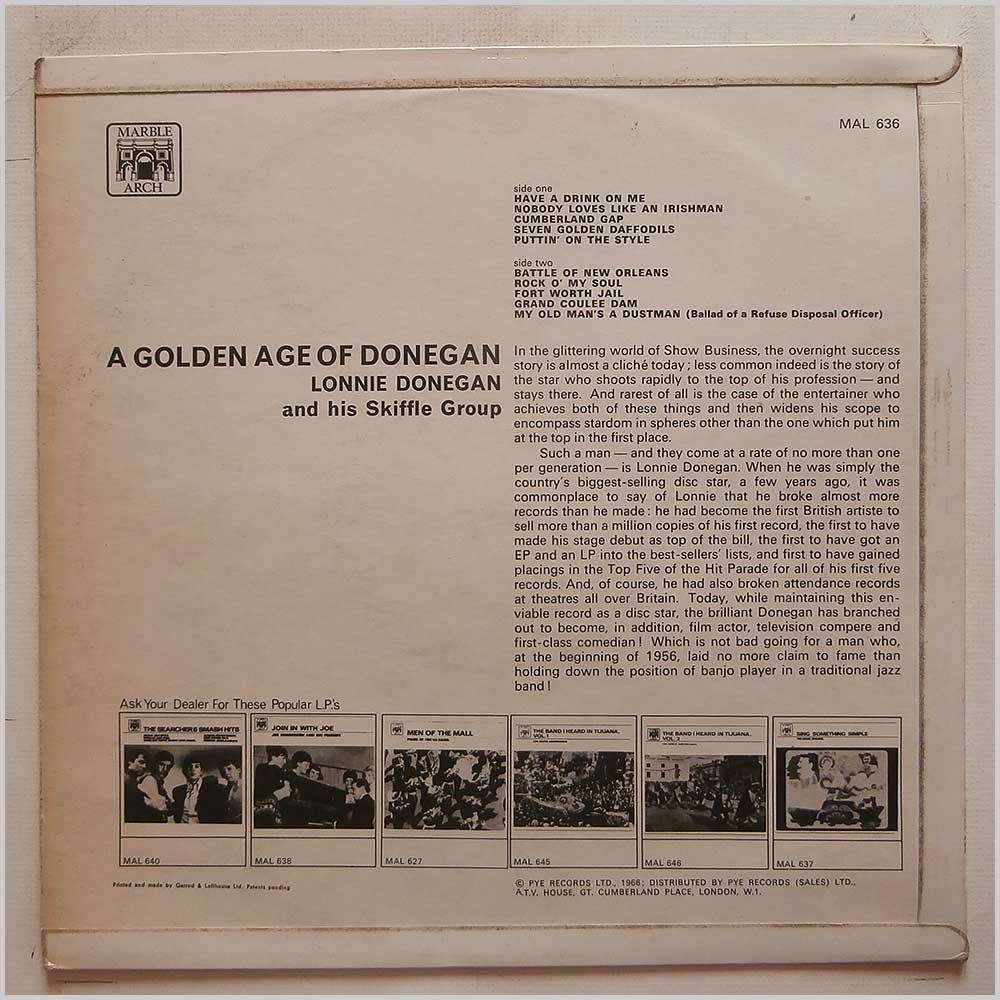 MARBLE
ARCH
MAL 636
side one
HAVE A DRINK ON ME
NOBODY LOVES LIKE AN IRISHMAN
CUMBERLAND GAP
SEVEN GOLDEN DAFFODILS
PUTTIN' ON THE STYLE
side two
BATTLE OF NEW ORLEANS
ROCK O' MY SOUL
FORT WORTH JAIL
GRAND COULEE DAM
MY OLD MAN'S A DUSTMAN (Ballad of a Refuse Disposal Officer)
A GOLDEN AGE OF DONEGAN
LONNIE DONEGAN
and his Skiffle Group
In the glittering world of Show Business, the overnight success
story is almost a cliché today; less common indeed is the story of
the star who shoots rapidly to the top of his profession — and
stays there. And rarest of all is the case of the entertainer who
achieves both of these things and then widens his scope to
encompass stardom in spheres other than the one which put him
at the top in the first place.
Such a man — and they come at a rate of no more than one
per generation — is Lonnie Donegan. When he was simply the
country's biggest-selling disc star, a few years ago, it was
commonplace to say of Lonnie that he broke almost more
records than he made: he had become the first British artiste to
sell more than a million copies of his first record, the first to have
made his stage debut as top of the bill, the first to have got an
EP and an LP into the best-sellers' lists, and first to have gained
placings in the Top Five of the Hit Parade for all of his first five
records. And, of course, he had also broken attendance records
at theatres all over Britain. Today, while maintaining this en-
viable record as a disc star, the brilliant Donegan has branched
out to become, in addition, film actor, television compere and
first-class comedian! Which is not bad going for a man who,
at the beginning of 1956, laid no more claim to fame than
holding down the position of banjo player in a traditional jazz
band!
Ask Your Dealer For These Popular L.P.'s
THE SEARCHERS SMASH HITS
MAL 640
JOIN IN WITH JOE
MAL 638
MEN OF THE MALL
MAL 627
THE BAND I HEARD IN TIJUANA,
VOL. 1
MAL 645
THE BAND I HEARD IN TIJUANA,
VOL. 2
MAL 646
SING SOMETHING SIMPLE
MAL 637
Printed and made by Garrod & Lofthouse Ltd. Patents pending
© PYE RECORDS LTD., 1966; DISTRIBUTED BY PYE RECORDS (SALES) LTD.,
A.T.V. HOUSE, GT. CUMBERLAND PLACE, LONDON, W.1.